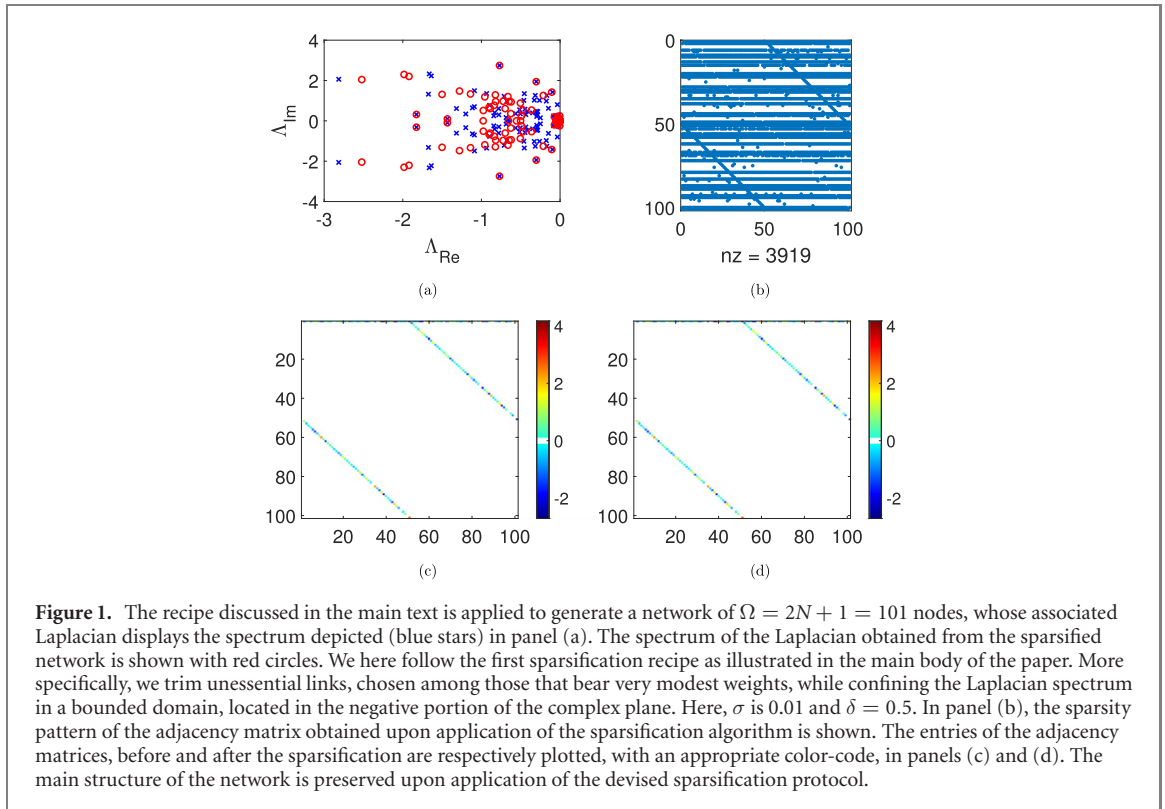 4
2
0
-2
-4
Λ_Im
-3 -2 -1 0
Λ_Re
(a)
0
50
100
0 50 100
nz = 3919
(b)
20
40
60
80
100
20 40 60 80 100
4
2
0
-2
(c)
20
40
60
80
100
20 40 60 80 100
4
2
0
-2
(d)
Figure 1. The recipe discussed in the main text is applied to generate a network of Ω = 2N + 1 = 101 nodes, whose associated
Laplacian displays the spectrum depicted (blue stars) in panel (a). The spectrum of the Laplacian obtained from the sparsified
network is shown with red circles. We here follow the first sparsification recipe as illustrated in the main body of the paper. More
specifically, we trim unessential links, chosen among those that bear very modest weights, while confining the Laplacian spectrum
in a bounded domain, located in the negative portion of the complex plane. Here, σ is 0.01 and δ = 0.5. In panel (b), the sparsity
pattern of the adjacency matrix obtained upon application of the sparsification algorithm is shown. The entries of the adjacency
matrices, before and after the sparsification are respectively plotted, with an appropriate color-code, in panels (c) and (d). The
main structure of the network is preserved upon application of the devised sparsification protocol.